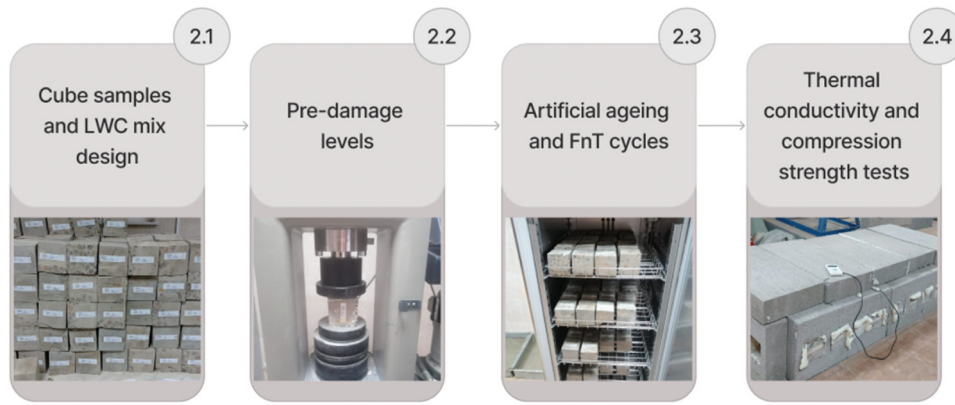 2.1
Cube samples
and LWC mix
design
2.2
Pre-damage
levels
2.3
Artificial ageing
and FnT cycles
2.4
Thermal
conductivity and
compression
strength tests